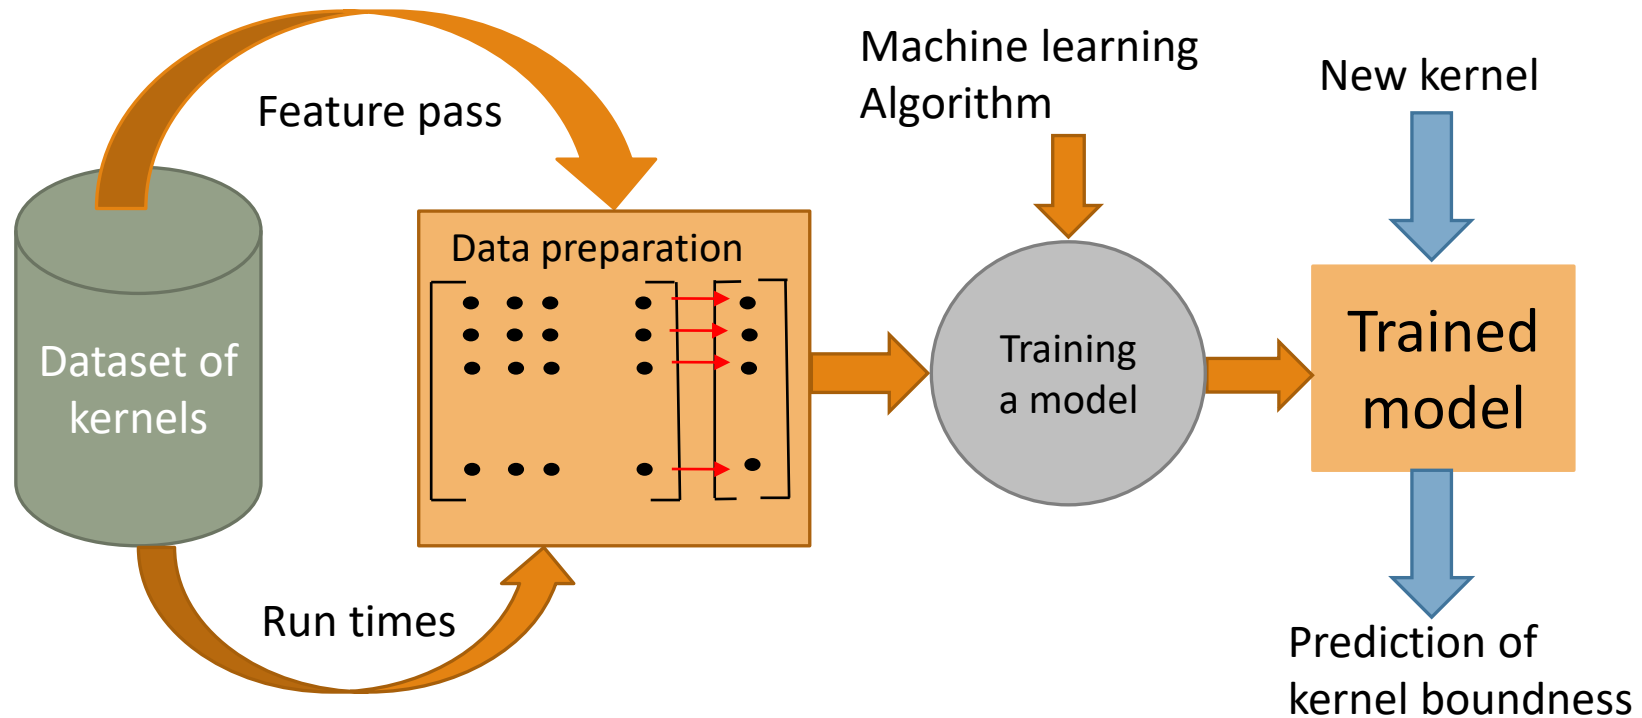 Feature pass
Dataset of
kernels
Run times
Data preparation
Machine learning
Algorithm
Training
a model
New kernel
Trained
model
Prediction of
kernel boundness